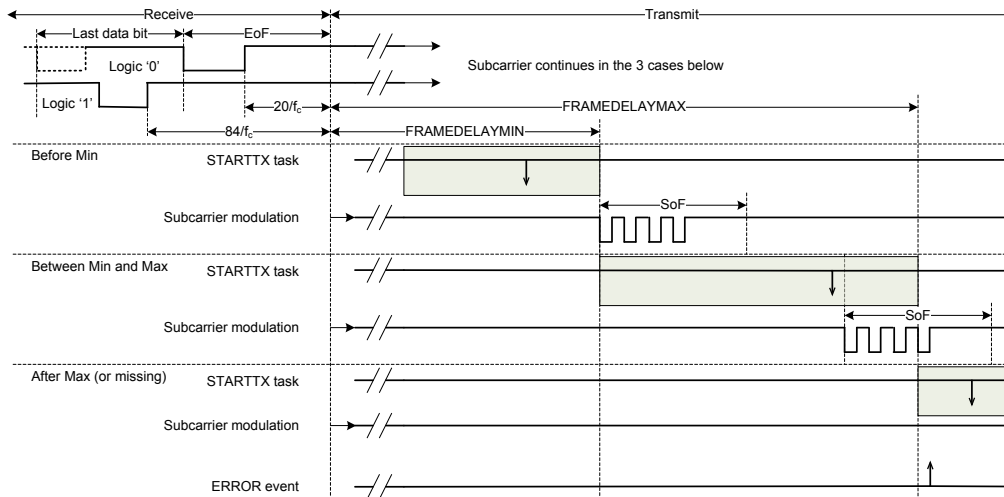 Receive
Transmit
Last data bit
EoF
Logic ‘0’
Subcarrier continues in the 3 cases below
Logic ‘1’
20/fc
FRAMEDELAYMAX
84/fc
FRAMEDELAYMIN
Before Min
STARTTX task
SoF
Subcarrier modulation
Between Min and Max
STARTTX task
SoF
Subcarrier modulation
After Max (or missing)
STARTTX task
Subcarrier modulation
ERROR event